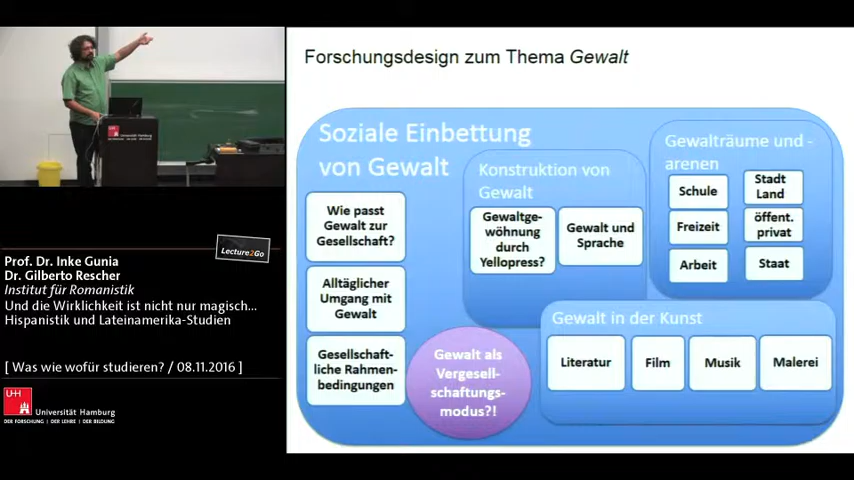 Forschungsdesign zum Thema Gewalt
Soziale Einbettung
von Gewalt
Wie passt
Gewalt zur
Gesellschaft?
Alltäglicher
Umgang mit
Gewalt
Gesellschaft-
liche Rahmen-
bedingungen
Konstruktion von
Gewalt
Gewaltge-
wöhnung
durch
Yellopress?
Gewalt und
Sprache
Gewalträume und -
arenen
Schule
Stadt
Land
Freizeit
öffent.
privat
Arbeit
Staat
Gewalt als
Vergesell-
schaftungs-
modus?!
Gewalt in der Kunst
Literatur
Film
Musik
Malerei
Universität Hamburg
Lecture2Go
Prof. Dr. Inke Gunia
Dr. Gilberto Rescher
Institut für Romanistik
Und die Wirklichkeit ist nicht nur magisch...
Hispanistik und Lateinamerika-Studien
[ Was wie wofür studieren? / 08.11.2016 ]
UH
Universität Hamburg
DER FORSCHUNG | DER LEHRE | DER BILDUNG